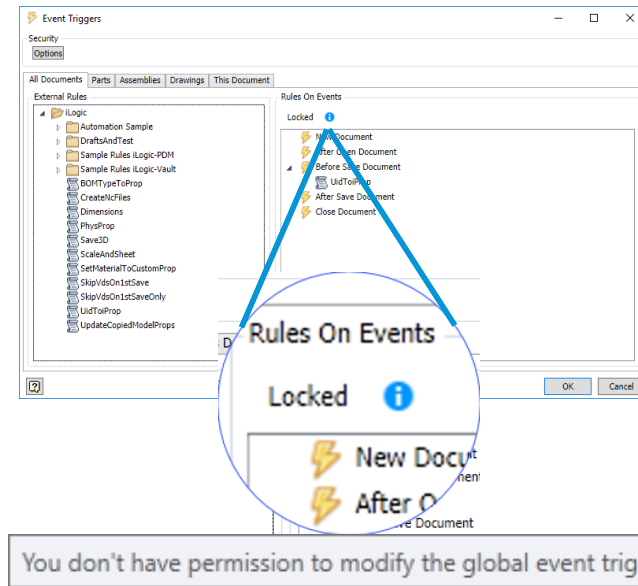 Event Triggers
Security
Options
All Documents Parts Assemblies Drawings This Document
External Rules
iLogic
Automation Sample
DraftsAndTest
Sample Rules iLogic-PDM
Sample Rules iLogic-Vault
BOMTypeToProp
CreateNcFiles
Dimensions
PhysProp
Save3D
ScaleAndSheet
SetMaterialToCustomProp
SkipVdsOn1stSave
SkipVdsOn1stSaveOnly
UidToiProp
UpdateCopiedModelProps
Rules On Events
Locked
New Document
After Open Document
Before Save Document
UidToiProp
After Save Document
Close Document
Rules On Events
Locked
New Docu
After O
Document
OK Cancel
You don't have permission to modify the global event trig